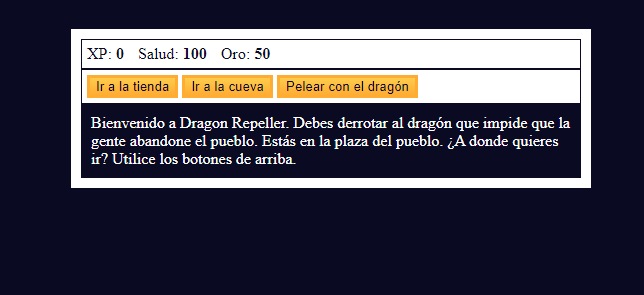 XP: 0 Salud: 100 Oro: 50
Ir a la tienda Ir a la cueva Pelear con el dragón
Bienvenido a Dragon Repeller. Debes derrotar al dragón que impide que la
gente abandone el pueblo. Estás en la plaza del pueblo. ¿A donde quieres
ir? Utilice los botones de arriba.